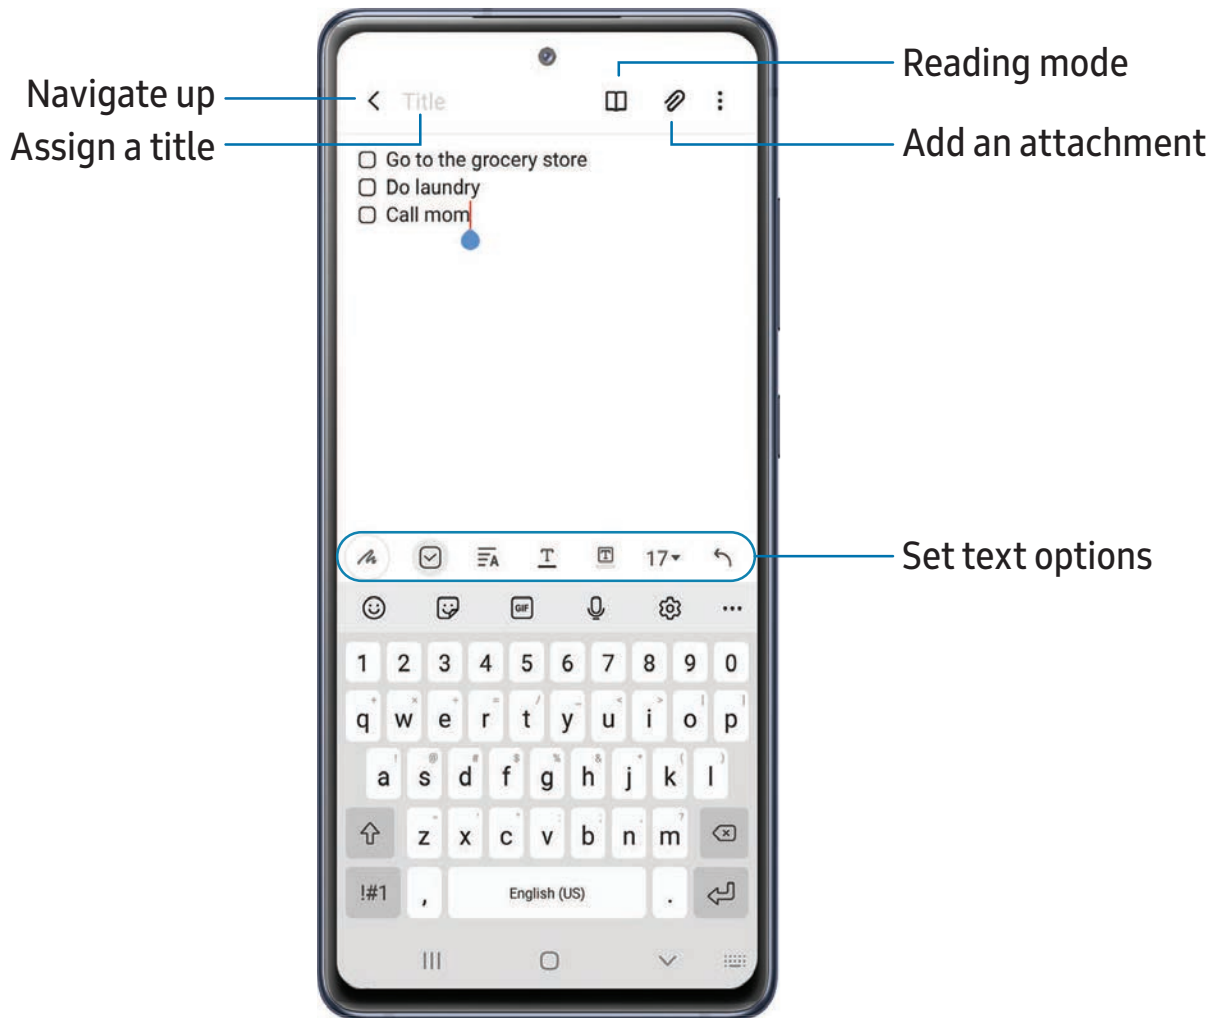 Reading mode
Navigate up
Title
Assign a title
Add an attachment
Go to the grocery store
Do laundry
Call mom
A T T 17
Set text options
GIF
1 2 3 4 5 6 7 8 9 0
q w e r t y u i o p
a s d f g h j k l
z x c v b n m
!#1 , English (US) .